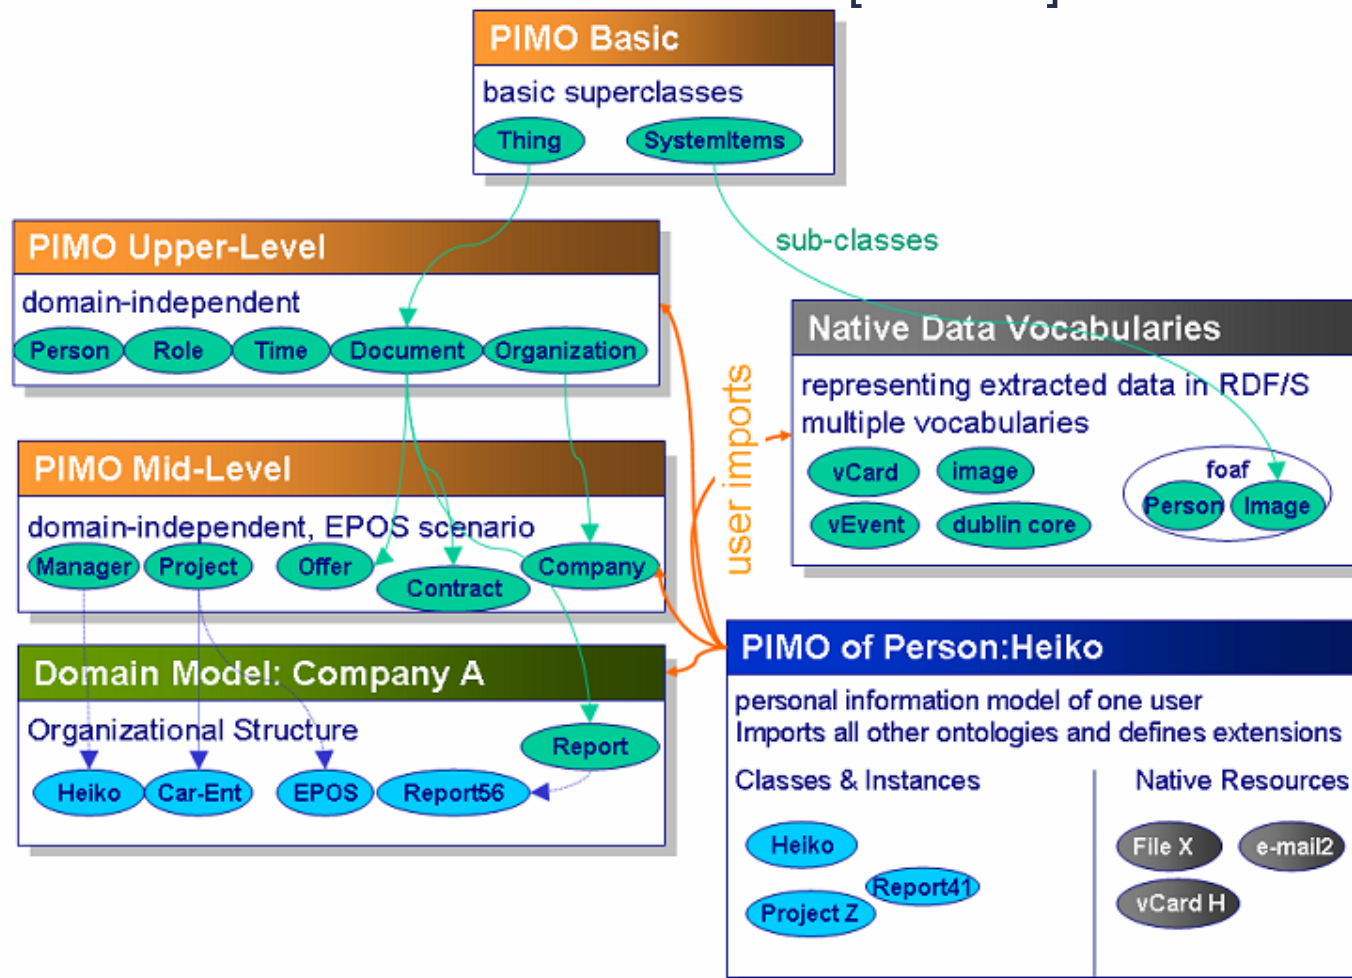 PIMO Basic
basic superclasses
Thing
SystemItems
sub-classes
PIMO Upper-Level
domain-independent
Person
Role
Time
Document
Organization
Native Data Vocabularies
representing extracted data in RDF/S
multiple vocabularies
vCard
image
vEvent
dublin core
foaf
Person
Image
user imports
PIMO Mid-Level
domain-independent, EPOS scenario
Manager
Project
Offer
Contract
Company
Domain Model: Company A
Organizational Structure
Report
Heiko
Car-Ent
EPOS
Report56
PIMO of Person:Heiko
personal information model of one user
Imports all other ontologies and defines extensions
Classes & Instances
Heiko
Report41
Project Z
Native Resources
File X
e-mail2
vCard H